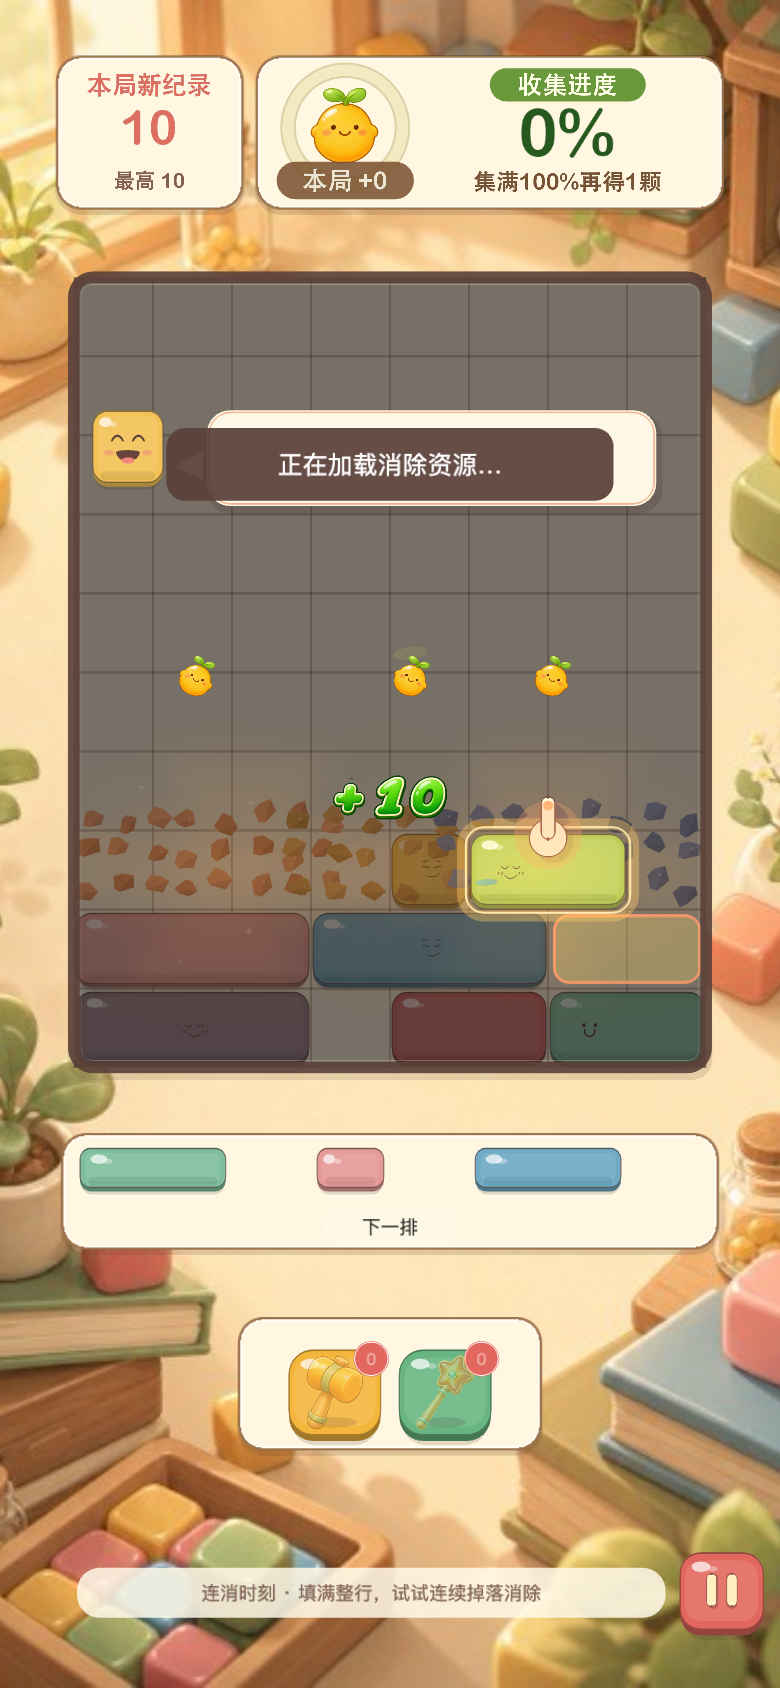 本局新纪录
10
最高 10
本局 +0
收集进度
0%
集满100%再得1颗
正在加载消除资源...
+10
下一排
0
0
连消时刻 · 填满整行，试试连续掉落消除